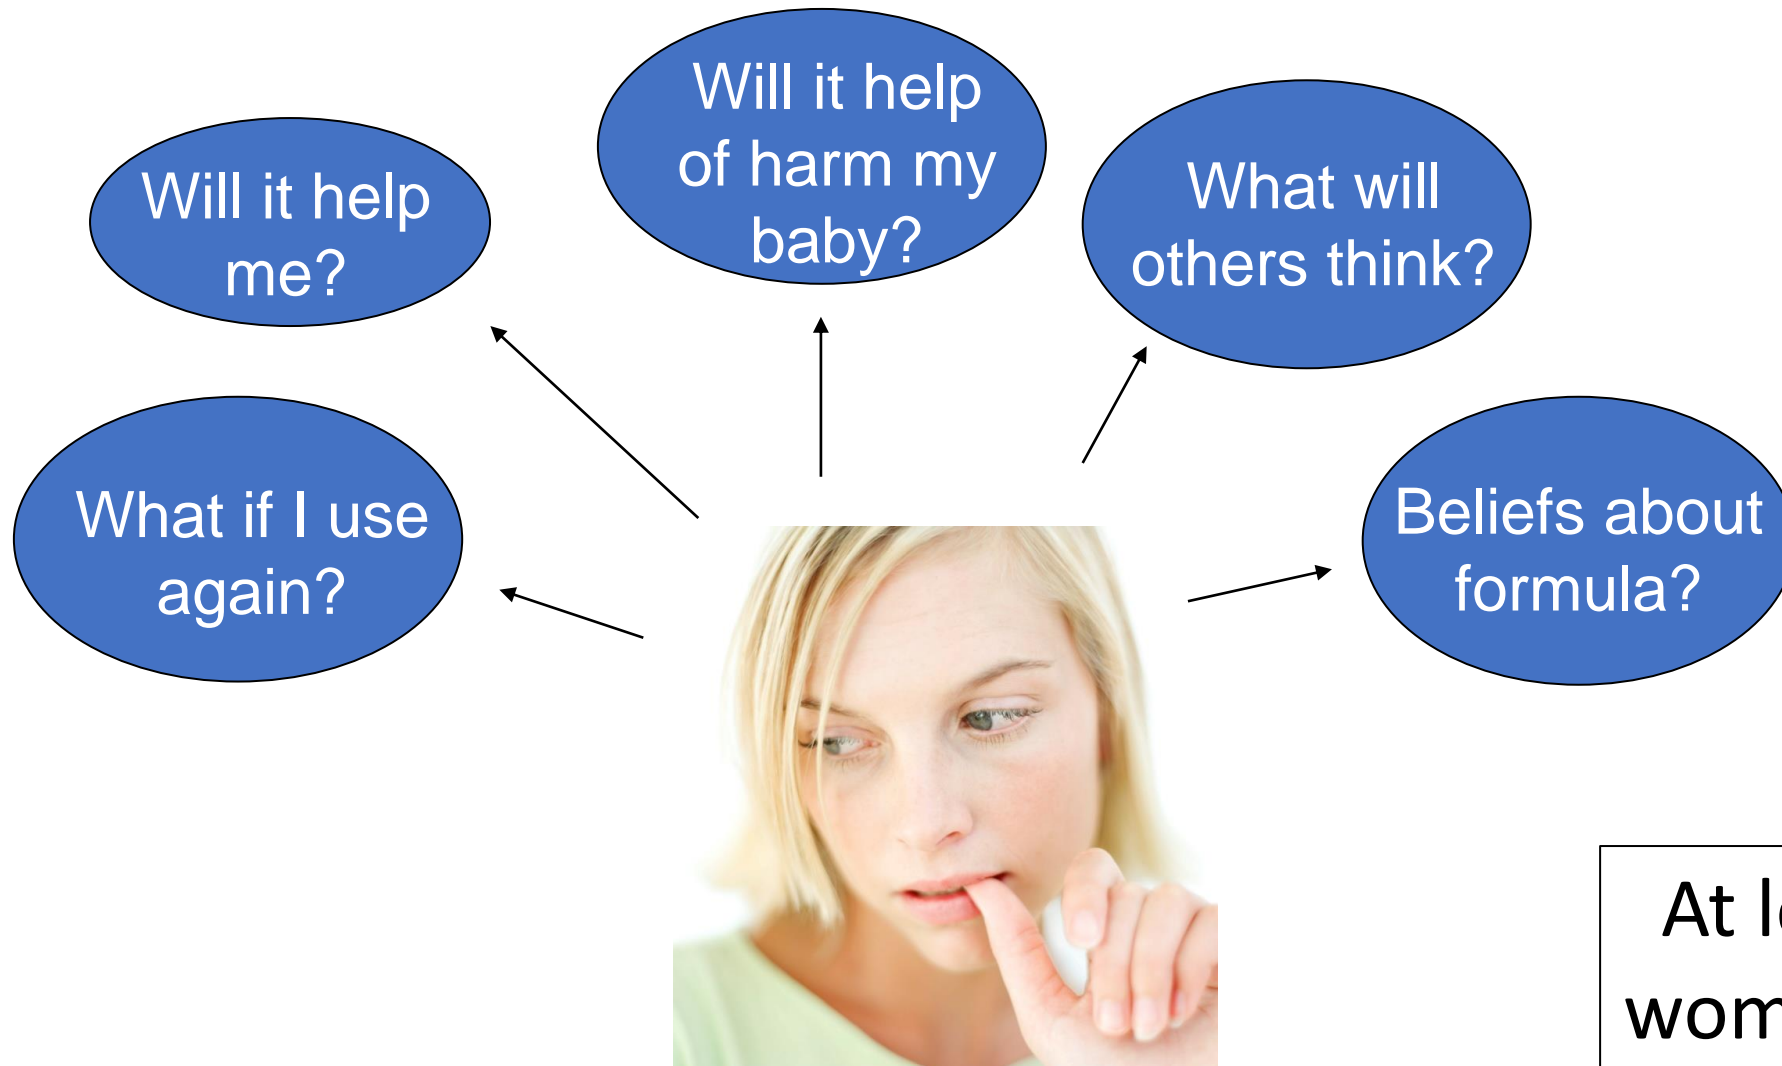 Will it help
of harm my
baby?
Will it help
me?
What will
others think?
What if I use
again?
Beliefs about
formula?
At